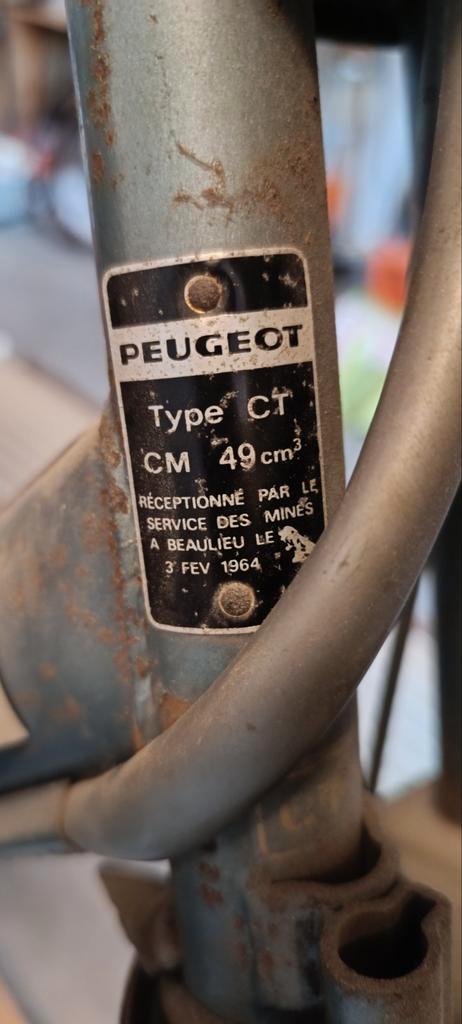 PEUGEOT
Type CT
CM 49 cm³
RÉCEPTIONNÉ PAR LE
SERVICE DES MINES
A BEAULIEU LE
3 FEV 1964